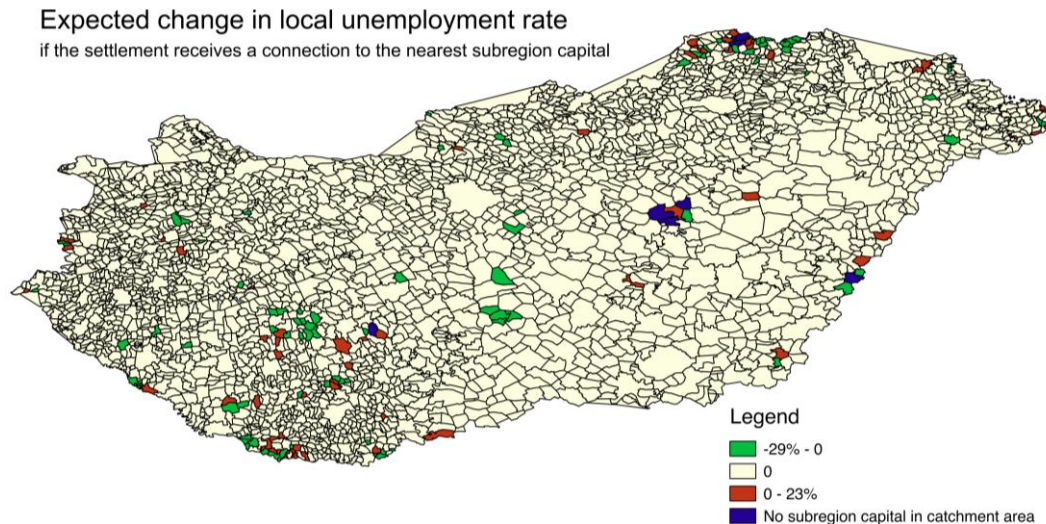 Expected change in local unemployment rate
if the settlement receives a connection to the nearest subregion capital
Legend
-29% - 0
0
0 - 23%
No subregion capital in catchment area